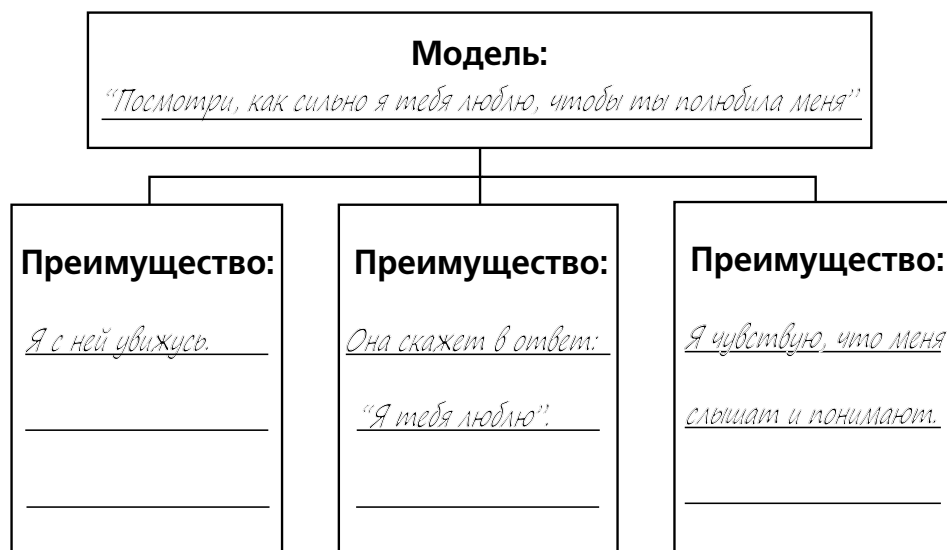 Модель:
“Посмотри, как сильно я тебя люблю, чтобы ты полюбила меня”
Преимущество:
Я с ней увижусь.
Преимущество:
Она скажет в ответ:
“Я тебя люблю”.
Преимущество:
Я чувствую, что меня
слышат и понимают.